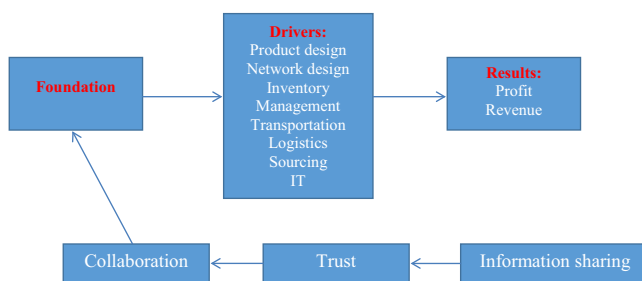 Foundation
Drivers:
Product design
Network design
Inventory
Management
Transportation
Logistics
Sourcing
IT
Results:
Profit
Revenue
Collaboration
Trust
Information sharing